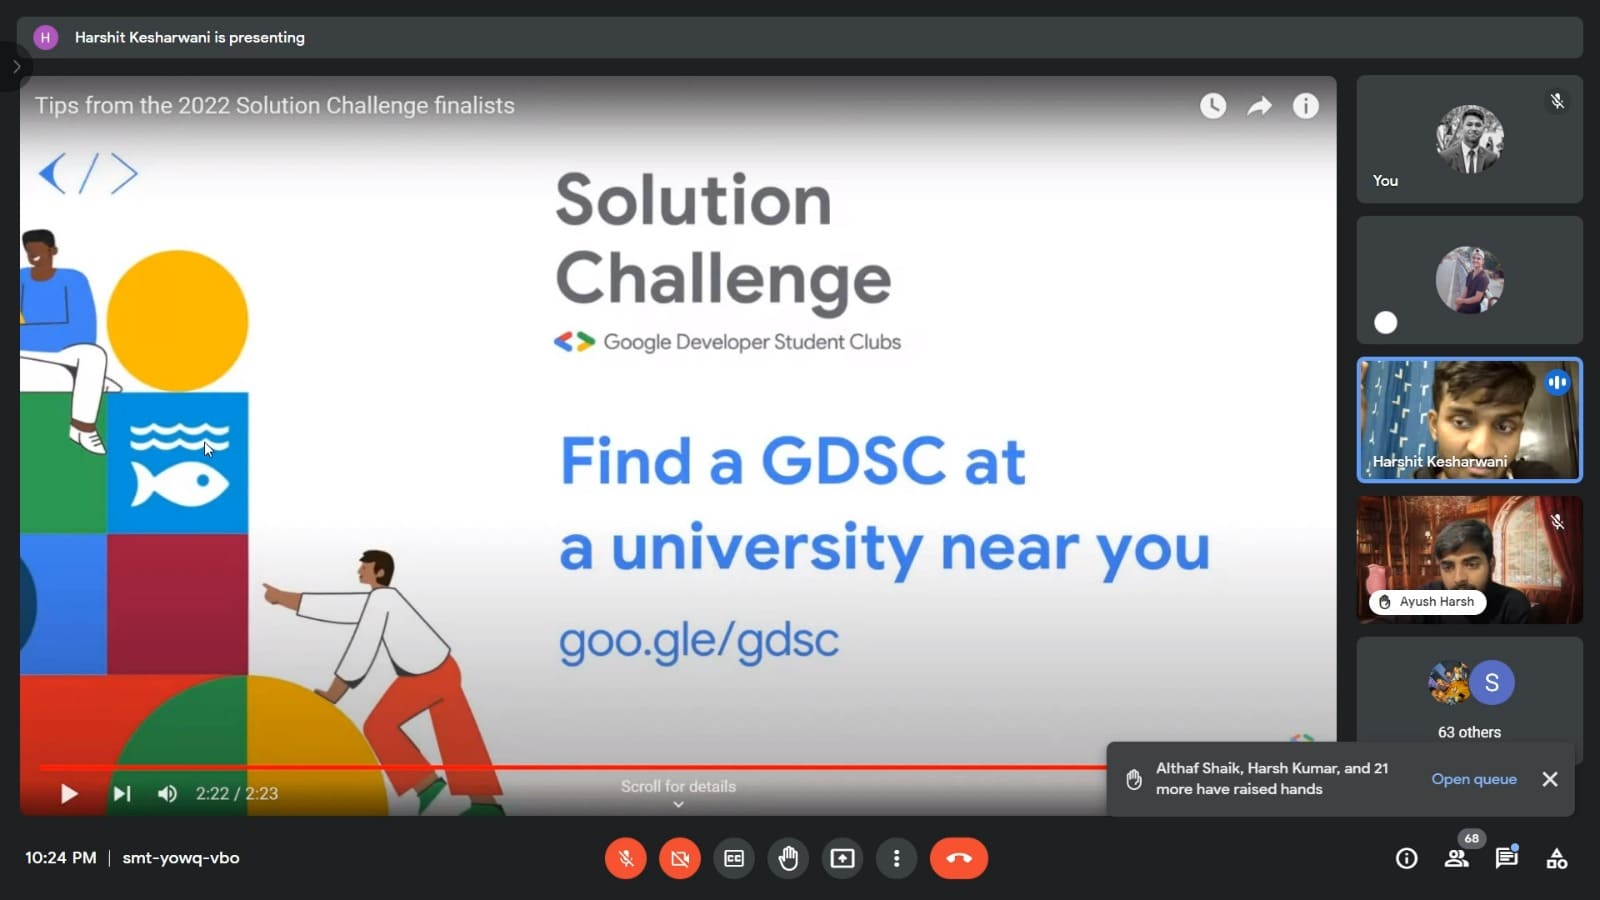 H
Harshit Kesharwani is presenting
Tips from the 2022 Solution Challenge finalists
Solution
Challenge
Google Developer Student Clubs
Find a GDSC at
a university near you
goo.gle/gdsc
2:22 / 2:23
Scroll for details
You
Harshit Kesharwani
Ayush Harsh
S
63 others
Althaf Shaik, Harsh Kumar, and 21
more have raised hands
Open queue
10:24 PM | smt-yowq-vbo
CC
68